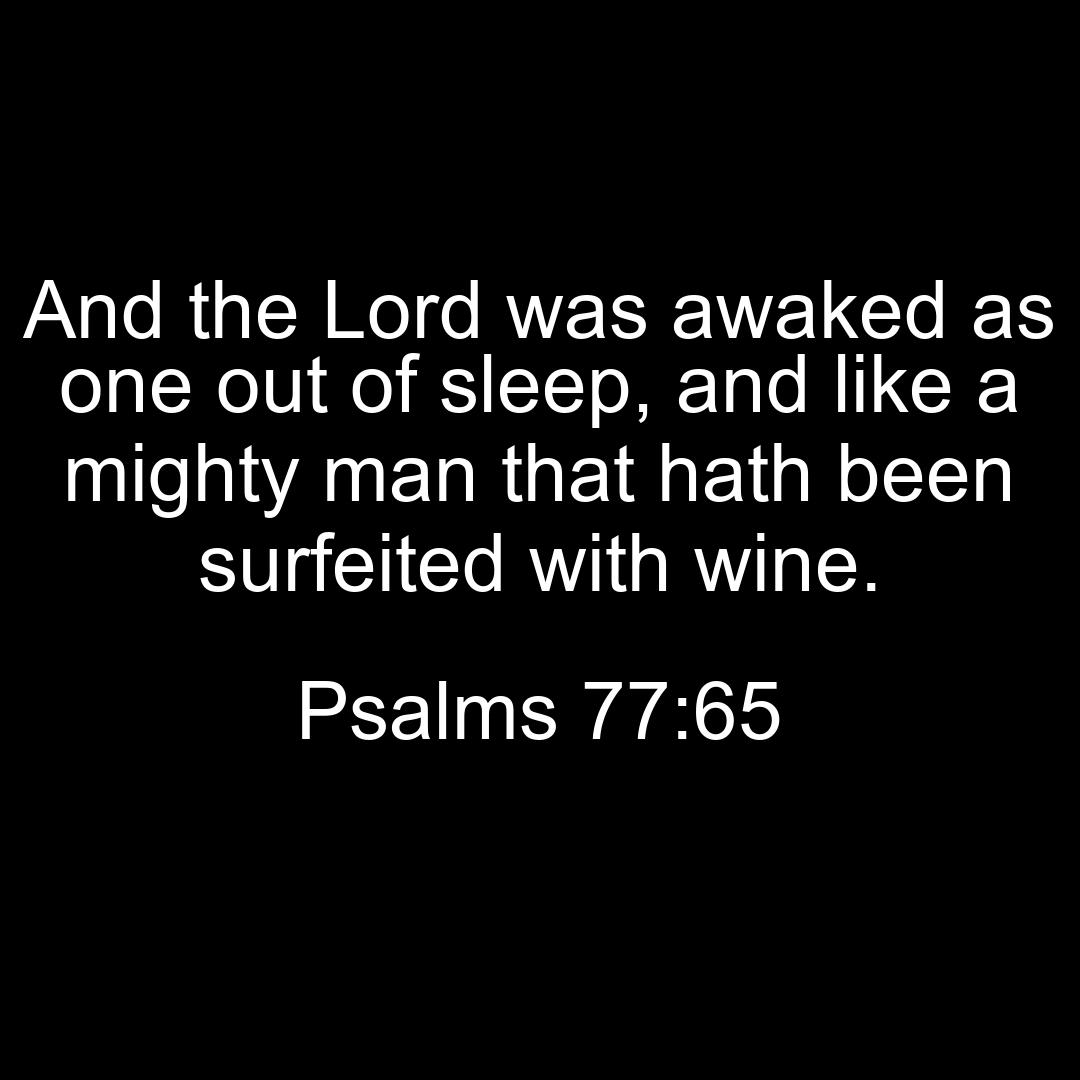 And the Lord was awaked as
one out of sleep, and like a
mighty man that hath been
surfeited with wine.
Psalms 77:65